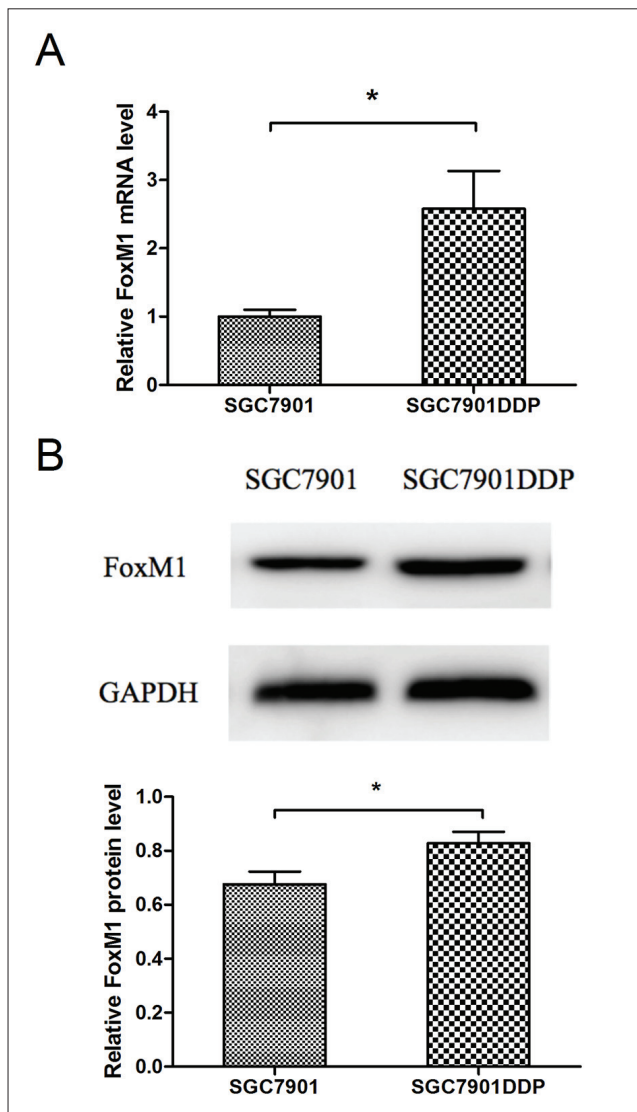 A
*
Relative FoxM1 mRNA level
4
3
2
1
0
SGC7901 SGC7901DDP
B
SGC7901 SGC7901DDP
FoxM1
GAPDH
*
Relative FoxM1 protein level
1.0
0.8
0.6
0.4
0.2
0.0
SGC7901 SGC7901DDP